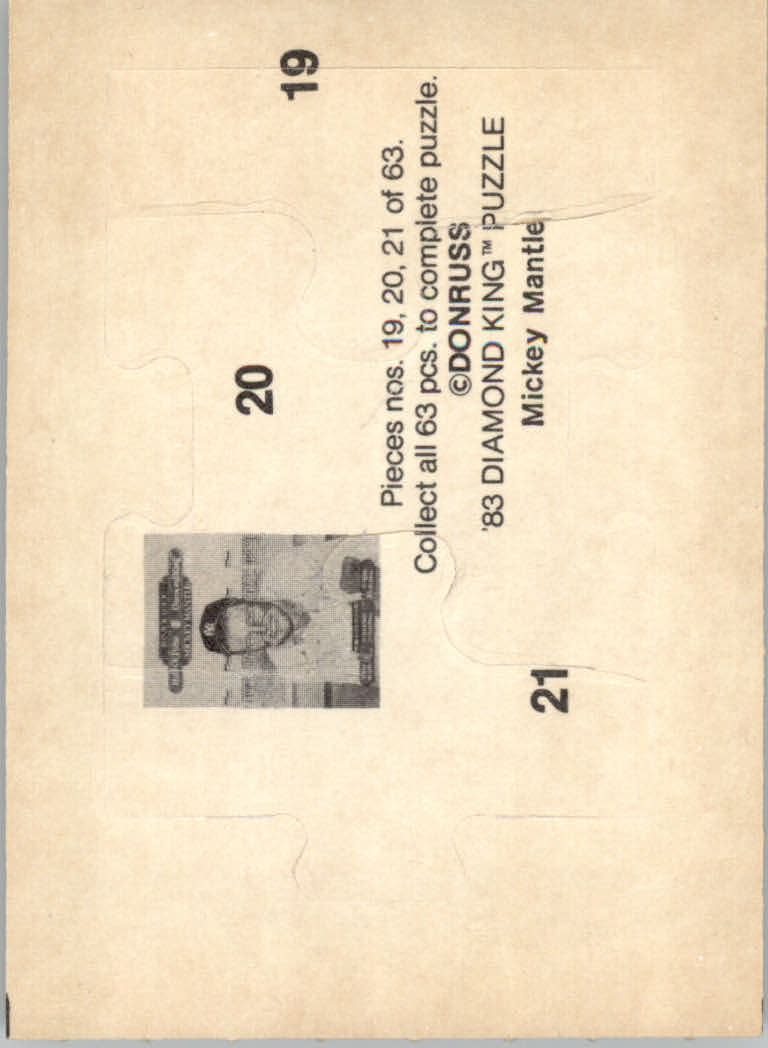 19
20
Pieces nos. 19, 20, 21 of 63.
Collect all 63 pcs. to complete puzzle.
©DONRUSS
'83 DIAMOND KING™ PUZZLE
Mickey Mantle
21